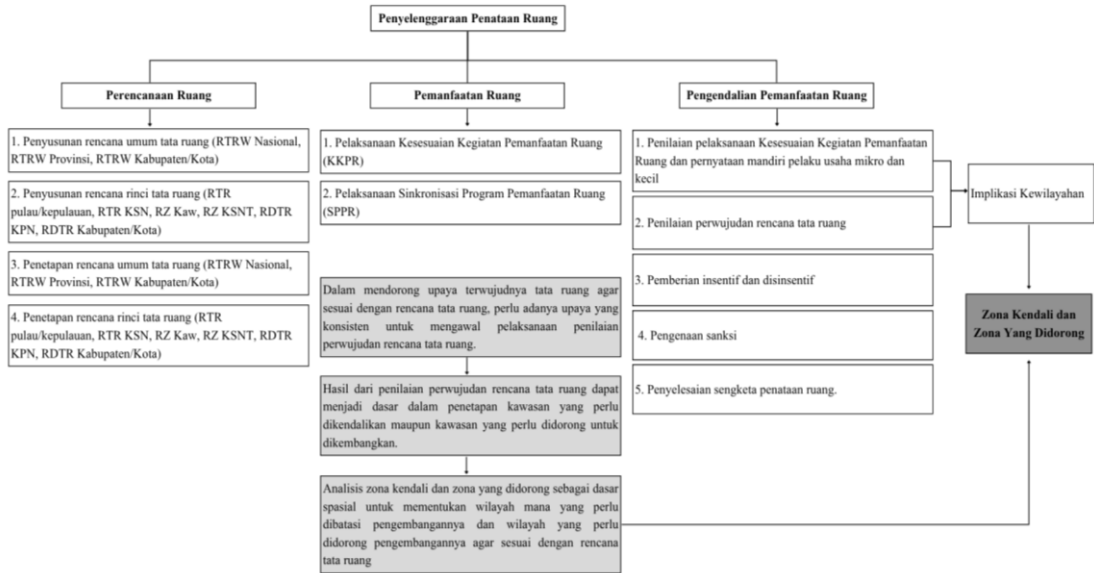 Penyelenggaraan Penataan Ruang
Perencanaan Ruang
1. Penyusunan rencana umum tata ruang (RTRW Nasional,
RTRW Provinsi, RTRW Kabupaten/Kota)
2. Penyusunan rencana rinci tata ruang (RTR
pulau/kepulauan, RTR KSN, RZ Kaw, RZ KSNT, RDTR
KPN, RDTR Kabupaten/Kota)
3. Penetapan rencana umum tata ruang (RTRW Nasional,
RTRW Provinsi, RTRW Kabupaten/Kota)
4. Penetapan rencana rinci tata ruang (RTR
pulau/kepulauan, RTR KSN, RZ Kaw, RZ KSNT, RDTR
KPN, RDTR Kabupaten/Kota)
Pemanfaatan Ruang
1. Pelaksanaan Kesesuaian Kegiatan Pemanfaatan Ruang
(KKPR)
2. Pelaksanaan Sinkronisasi Program Pemanfaatan Ruang
(SPPR)
Dalam mendorong upaya terwujudnya tata ruang agar
sesuai dengan rencana tata ruang, perlu adanya upaya yang
konsisten untuk mengawal pelaksanaan penilaian
perwujudan rencana tata ruang.
Hasil dari penilaian perwujudan rencana tata ruang dapat
menjadi dasar dalam penetapan kawasan yang perlu
dikendalikan maupun kawasan yang perlu didorong untuk
dikembangkan.
Analisis zona kendali dan zona yang didorong sebagai dasar
spasial untuk mementukan wilayah mana yang perlu
dibatasi pengembangannya dan wilayah yang perlu
didorong pengembangannya agar sesuai dengan rencana
tata ruang
Pengendalian Pemanfaatan Ruang
1. Penilaian pelaksanaan Kesesuaian Kegiatan Pemanfaatan
Ruang dan pernyataan mandiri pelaku usaha mikro dan
kecil
2. Penilaian perwujudan rencana tata ruang
3. Pemberian insentif dan disinsentif
4. Pengenaan sanksi
5. Penyelesaian sengketa penataan ruang.
Implikasi Kewilayahan
Zona Kendali dan
Zona Yang Didorong